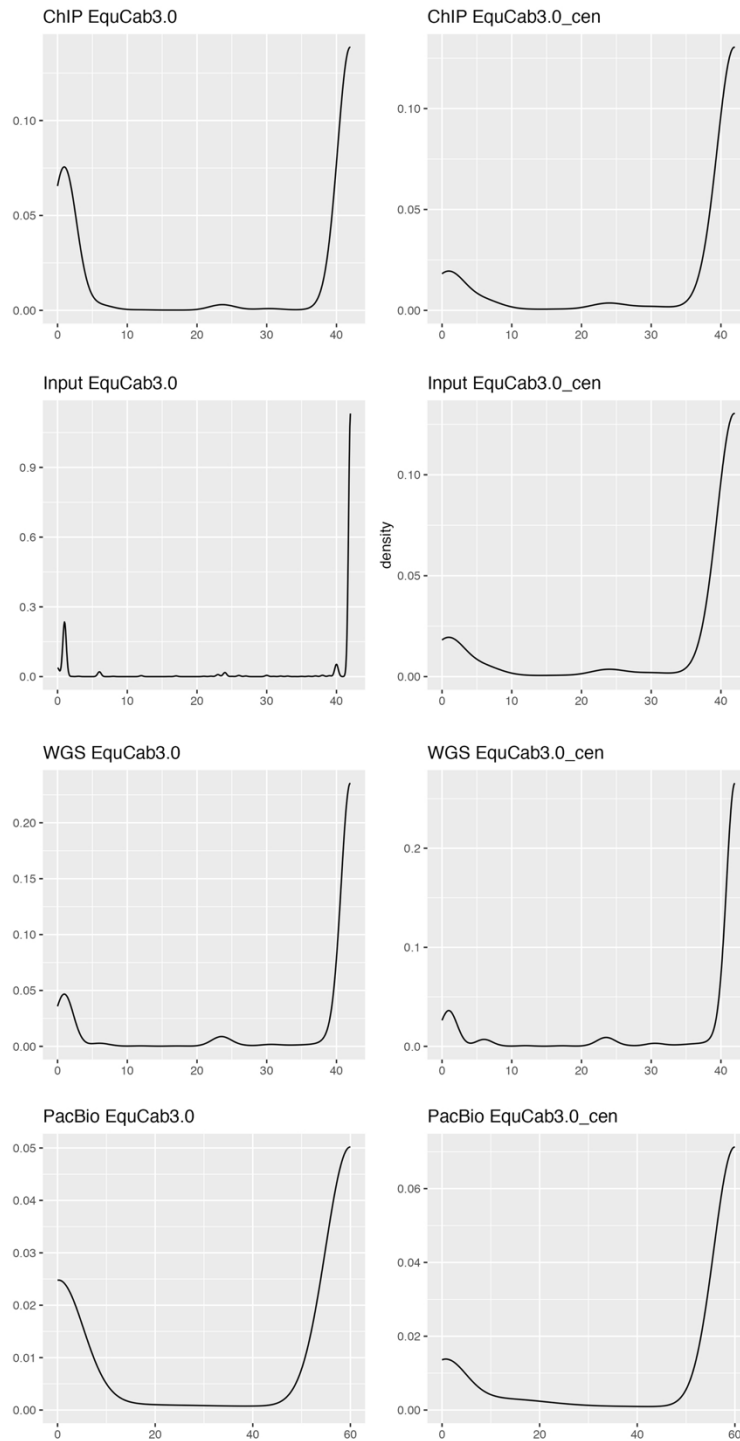 ChIP EquCab3.0
0.10
0.05
0.00
0 10 20 30 40
ChIP EquCab3.0_cen
0.10
0.05
0.00
0 10 20 30 40
Input EquCab3.0
0.9
0.6
0.3
0.0
0 10 20 30 40
Input EquCab3.0_cen
density
0.10
0.05
0.00
0 10 20 30 40
WGS EquCab3.0
0.20
0.15
0.10
0.05
0.00
0 10 20 30 40
WGS EquCab3.0_cen
0.2
0.1
0.0
0 10 20 30 40
PacBio EquCab3.0
0.05
0.04
0.03
0.02
0.01
0.00
0 20 40 60
PacBio EquCab3.0_cen
0.06
0.04
0.02
0.00
0 20 40 60